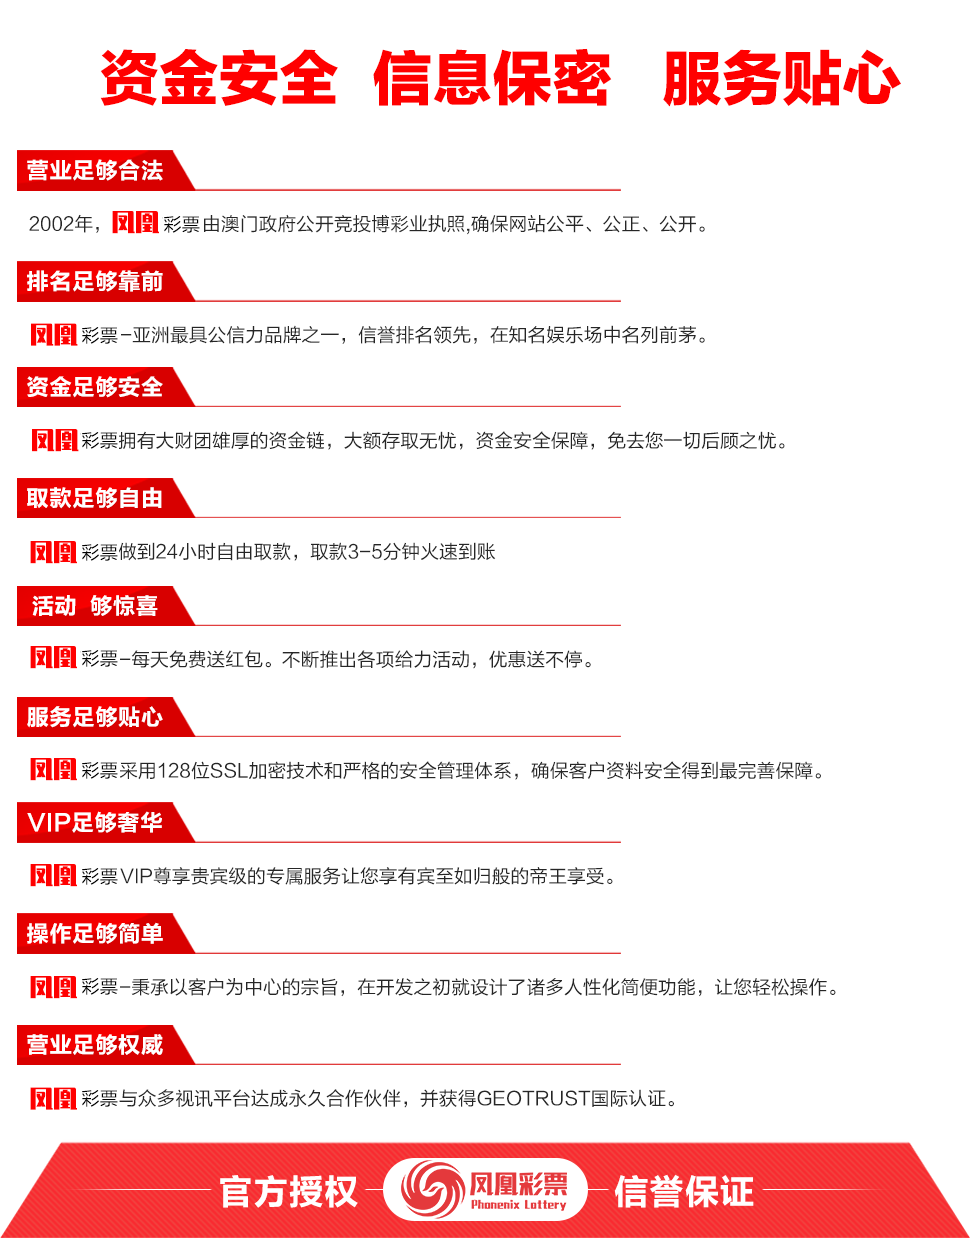 资金安全 信息保密 服务贴心
营业足够合法
2002年，凤凰彩票由澳门政府公开竞投博彩业执照,确保网站公平、公正、公开。
排名足够靠前
凤凰彩票-亚洲最具公信力品牌之一，信誉排名领先，在知名娱乐场中名列前茅。
资金足够安全
凤凰彩票拥有大财团雄厚的资金链，大额存取无忧，资金安全保障，免去您一切后顾之忧。
取款足够自由
凤凰彩票做到24小时自由取款，取款3-5分钟火速到账
活动 够惊喜
凤凰彩票-每天免费送红包。不断推出各项给力活动，优惠送不停。
服务足够贴心
凤凰彩票采用128位SSL加密技术和严格的安全管理体系，确保客户资料安全得到最完善保障。
VIP足够奢华
凤凰彩票VIP尊享贵宾级的专属服务让您享有宾至如归般的帝王享受。
操作足够简单
凤凰彩票-秉承以客户为中心的宗旨，在开发之初就设计了诸多人性化简便功能，让您轻松操作。
营业足够权威
凤凰彩票与众多视讯平台达成永久合作伙伴，并获得GEOTRUST国际认证。
官方授权 凤凰彩票 信誉保证
Phonenix Lottery